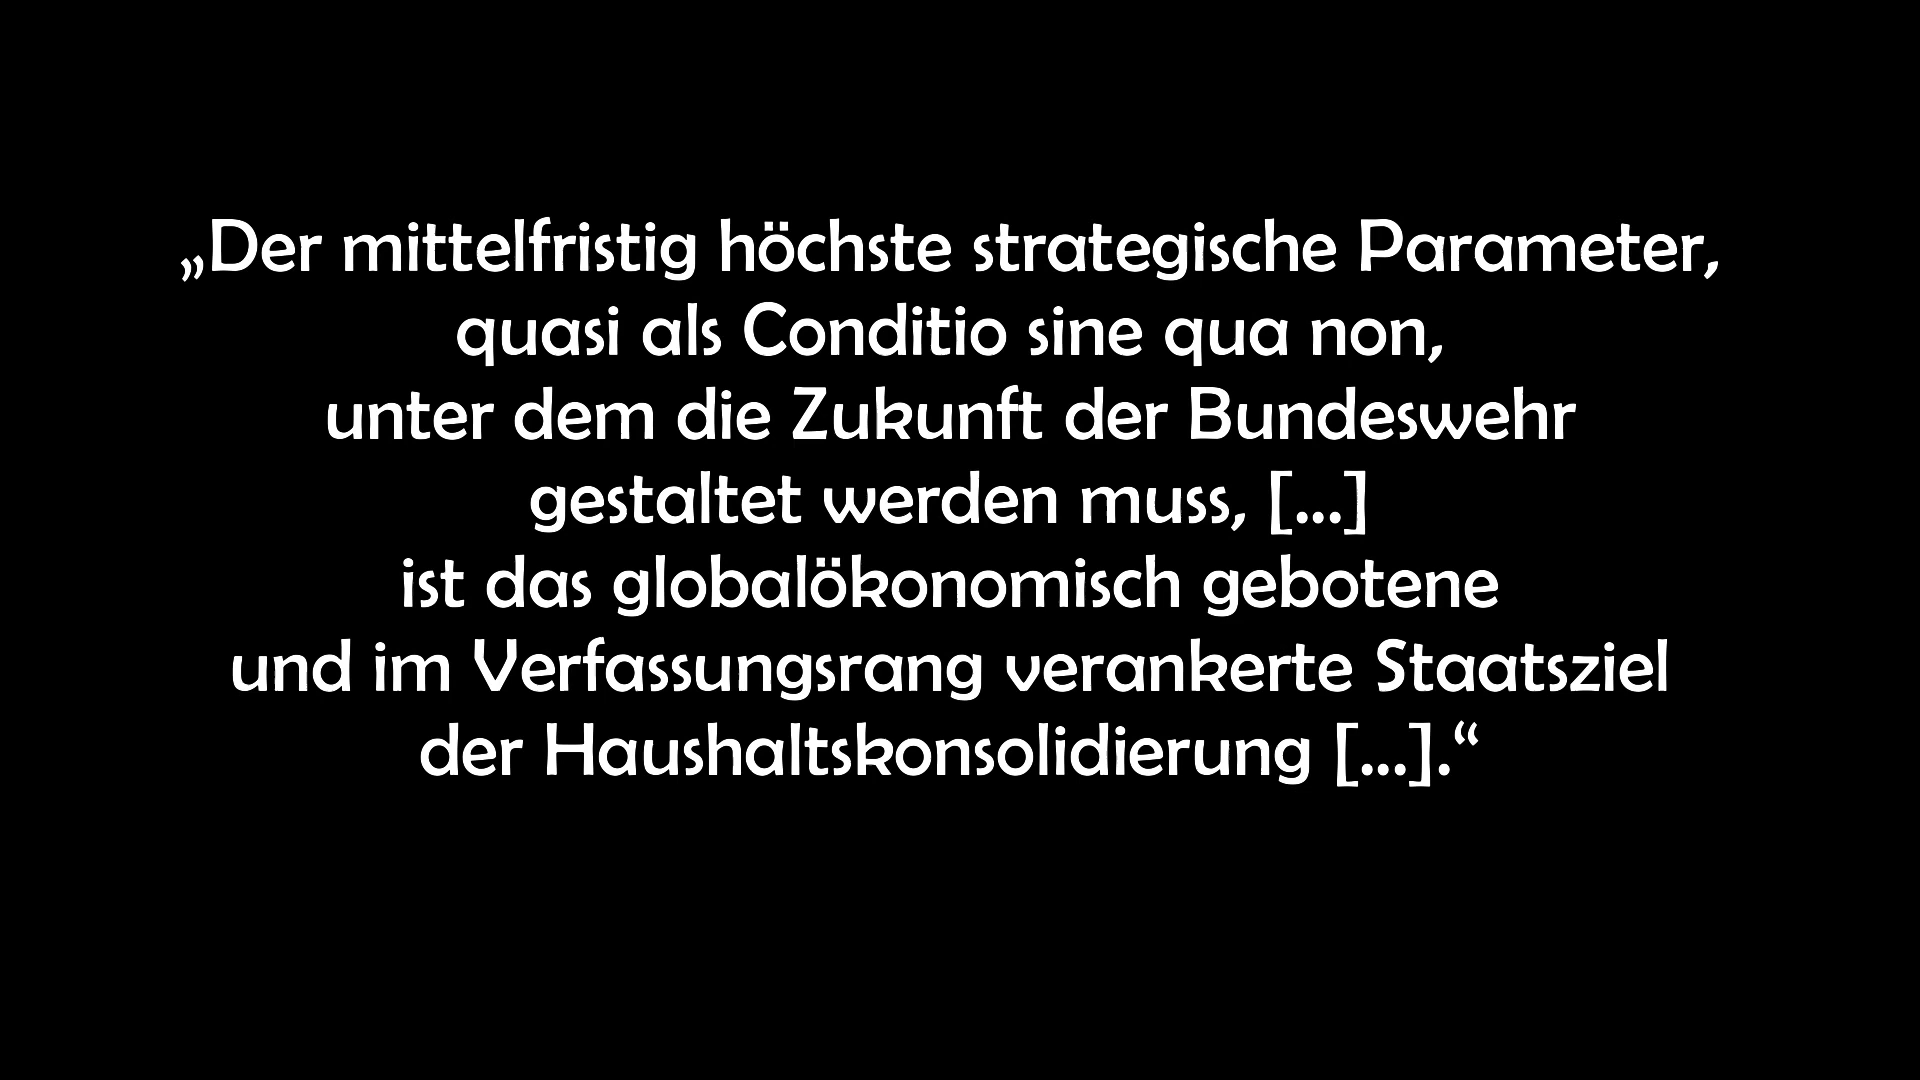 „Der mittelfristig höchste strategische Parameter,
quasi als Conditio sine qua non,
unter dem die Zukunft der Bundeswehr
gestaltet werden muss, [...]
ist das globalökonomisch gebotene
und im Verfassungsrang verankerte Staatsziel
der Haushaltskonsolidierung [...].“